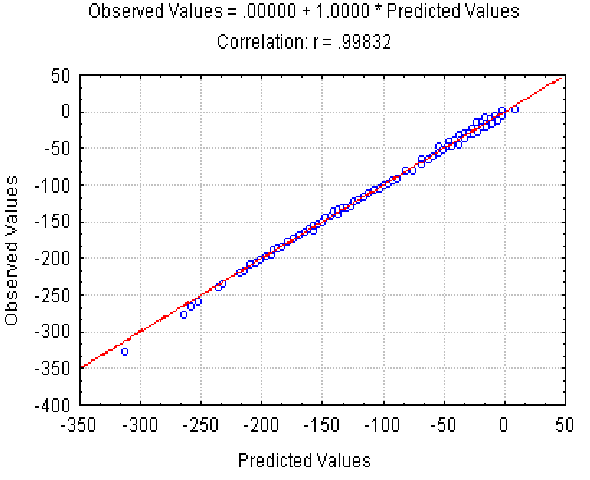 Observed Values = .00000 + 1.0000 * Predicted Values
Correlation: r = .99832
50
0
-50
-100
-150
-200
-250
-300
-350
-400
Observed Values
-350 -300 -250 -200 -150 -100 -50 0 50
Predicted Values